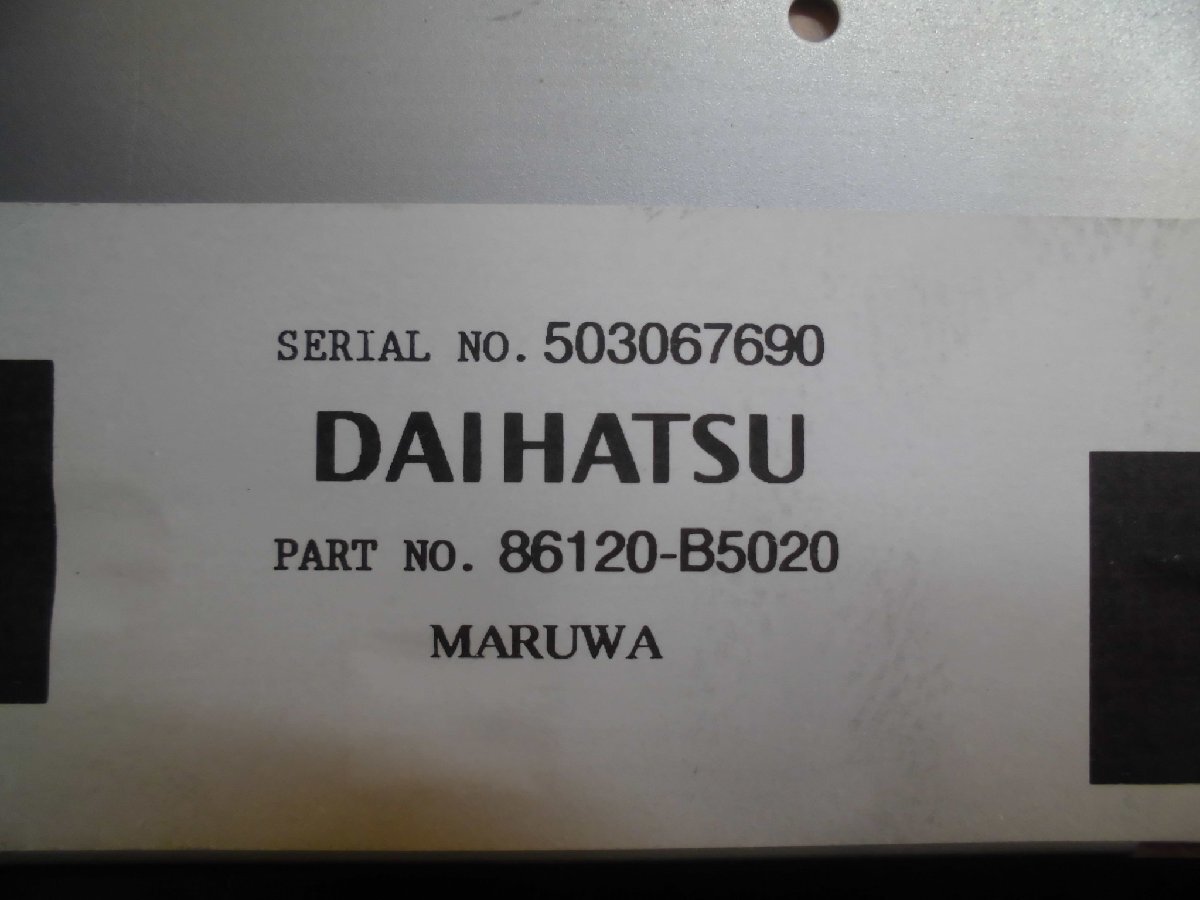 SERIAL NO. 503067690
DAIHATSU
PART NO. 86120-B5020
MARUWA